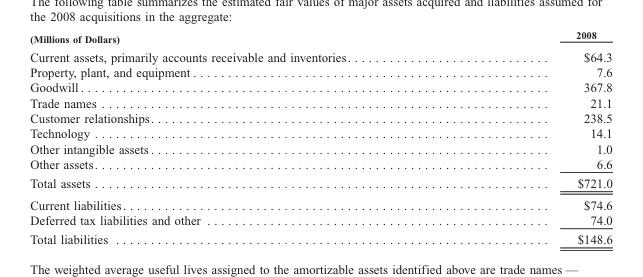 The following table summarizes the estimated fair values of major assets acquired and liabilities assumed for
the 2008 acquisitions in the aggregate:
(Millions of Dollars) 2008
Current assets, primarily accounts receivable and inventories. . . . . . . . . . . . . . . . . . . . . . . . . . . . . . $64.3
Property, plant, and equipment . . . . . . . . . . . . . . . . . . . . . . . . . . . . . . . . . . . . . . . . . . . . . . . . . . . . . 7.6
Goodwill . . . . . . . . . . . . . . . . . . . . . . . . . . . . . . . . . . . . . . . . . . . . . . . . . . . . . . . . . . . . . . . . . . . . . . 367.8
Trade names . . . . . . . . . . . . . . . . . . . . . . . . . . . . . . . . . . . . . . . . . . . . . . . . . . . . . . . . . . . . . . . . . . . 21.1
Customer relationships. . . . . . . . . . . . . . . . . . . . . . . . . . . . . . . . . . . . . . . . . . . . . . . . . . . . . . . . . . . . 238.5
Technology . . . . . . . . . . . . . . . . . . . . . . . . . . . . . . . . . . . . . . . . . . . . . . . . . . . . . . . . . . . . . . . . . . . . 14.1
Other intangible assets . . . . . . . . . . . . . . . . . . . . . . . . . . . . . . . . . . . . . . . . . . . . . . . . . . . . . . . . . . . . 1.0
Other assets. . . . . . . . . . . . . . . . . . . . . . . . . . . . . . . . . . . . . . . . . . . . . . . . . . . . . . . . . . . . . . . . . . . . 6.6
Total assets . . . . . . . . . . . . . . . . . . . . . . . . . . . . . . . . . . . . . . . . . . . . . . . . . . . . . . . . . . . . . . . . . . . . $721.0
Current liabilities. . . . . . . . . . . . . . . . . . . . . . . . . . . . . . . . . . . . . . . . . . . . . . . . . . . . . . . . . . . . . . . . $74.6
Deferred tax liabilities and other . . . . . . . . . . . . . . . . . . . . . . . . . . . . . . . . . . . . . . . . . . . . . . . . . . . 74.0
Total liabilities . . . . . . . . . . . . . . . . . . . . . . . . . . . . . . . . . . . . . . . . . . . . . . . . . . . . . . . . . . . . . . . . . $148.6
The weighted average useful lives assigned to the amortizable assets identified above are trade names —